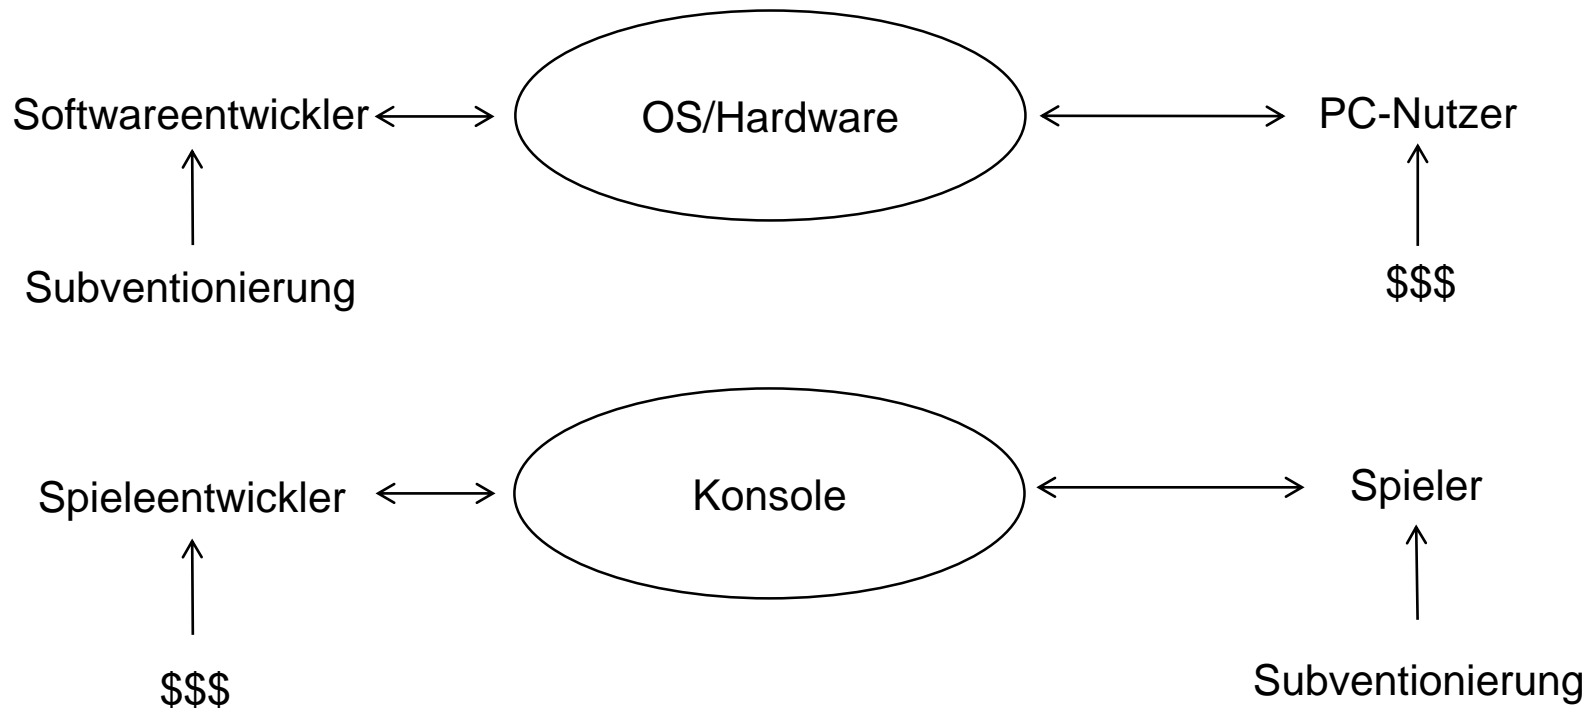 Softwareentwickler
OS/Hardware
PC-Nutzer
Subventionierung
$$$
Spieleentwickler
Konsole
Spieler
$$$
Subventionierung